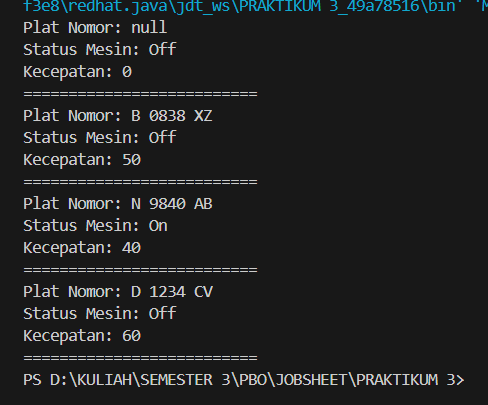 f3e8\redhat.java\jdt_ws\PRAKTIKUM 3_49a78516\bin' 'M
Plat Nomor: null
Status Mesin: Off
Kecepatan: 0
==========================
Plat Nomor: B 0838 XZ
Status Mesin: Off
Kecepatan: 50
==========================
Plat Nomor: N 9840 AB
Status Mesin: On
Kecepatan: 40
==========================
Plat Nomor: D 1234 CV
Status Mesin: Off
Kecepatan: 60
==========================
PS D:\KULIAH\SEMESTER 3\PBO\JOBSHEET\PRAKTIKUM 3>